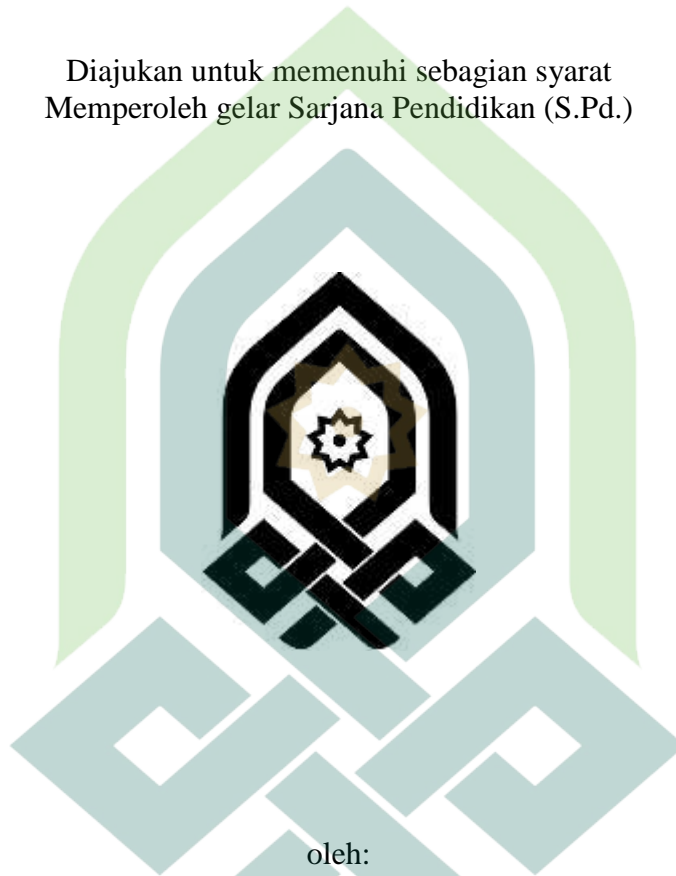 Diajukan untuk memenuhi sebagian syarat
Memperoleh gelar Sarjana Pendidikan (S.Pd.)
oleh: